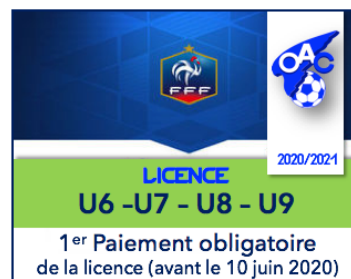 FFF
OAC
2020/2021
LICENCE
U6 -U7 - U8 - U9
1er Paiement obligatoire
de la licence (avant le 10 juin 2020)